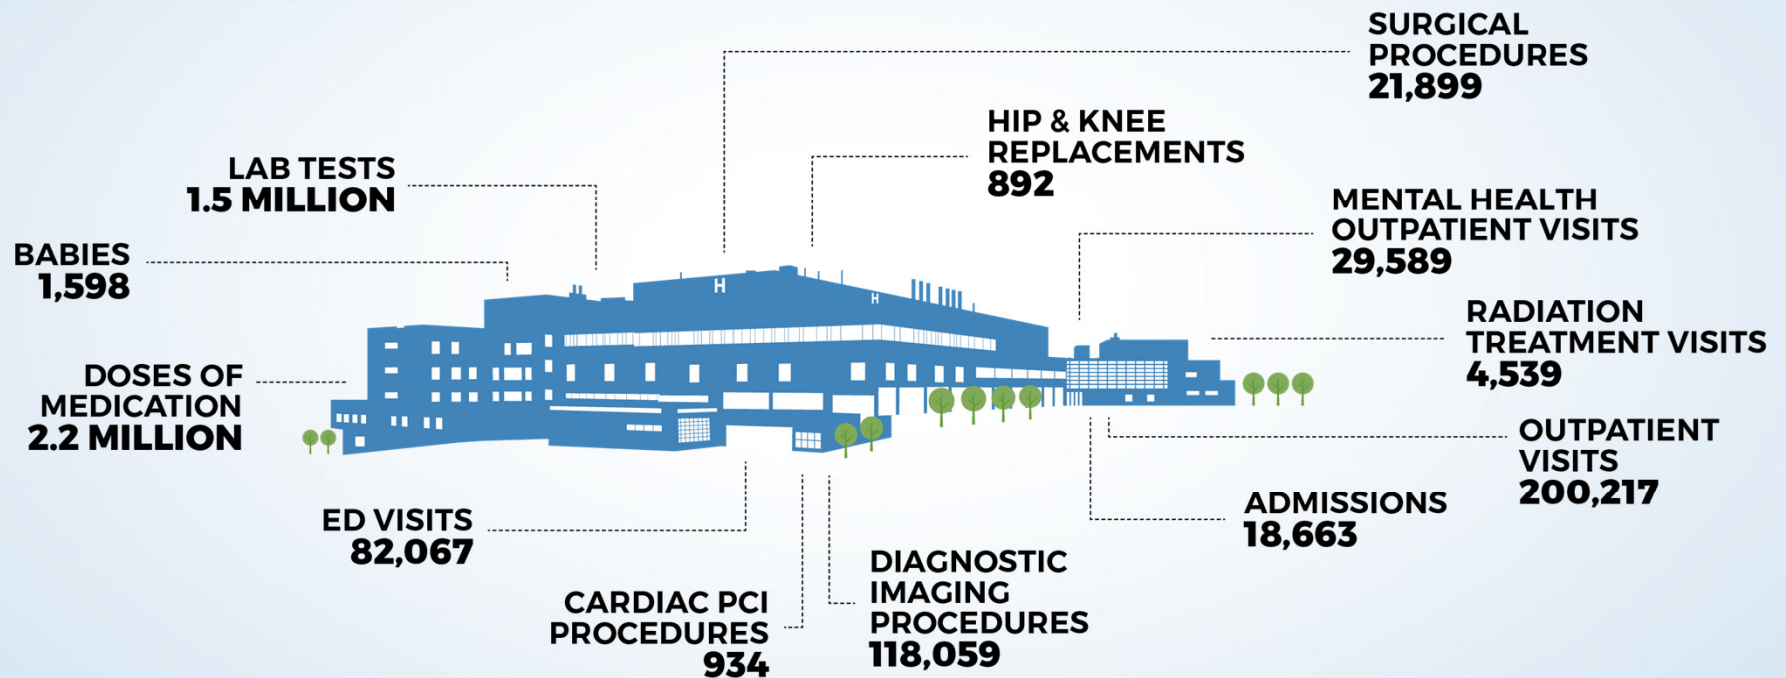 SURGICAL
PROCEDURES
21,899
HIP & KNEE
REPLACEMENTS
892
LAB TESTS
1.5 MILLION
MENTAL HEALTH
OUTPATIENT VISITS
29,589
BABIES
1,598
H
H
RADIATION
TREATMENT VISITS
4,539
DOSES OF
MEDICATION
2.2 MILLION
OUTPATIENT
VISITS
200,217
ADMISSIONS
18,663
ED VISITS
82,067
DIAGNOSTIC
IMAGING
PROCEDURES
118,059
CARDIAC PCI
PROCEDURES
934